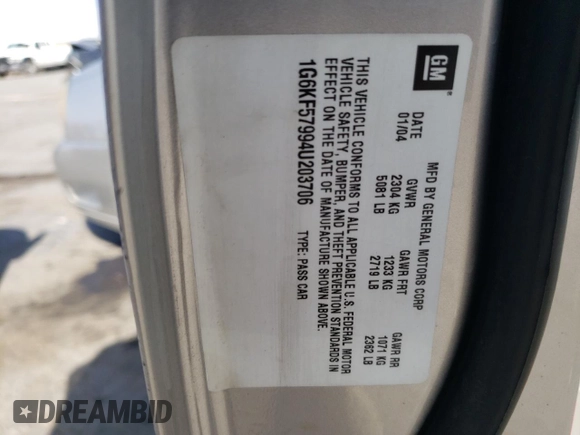 GM
MFD BY GENERAL MOTORS CORP
DATE GVWR GAWR FRT GAWR RR
01/04 2304 KG 1233 KG 1071 KG
5081 LB 2719 LB 2362 LB
THIS VEHICLE CONFORMS TO ALL APPLICABLE U.S. FEDERAL MOTOR
VEHICLE SAFETY, BUMPER, AND THEFT PREVENTION STANDARDS IN
EFFECT ON THE DATE OF MANUFACTURE SHOWN ABOVE.
1G6KF57994U203706 TYPE: PASS CAR
DREAMBID